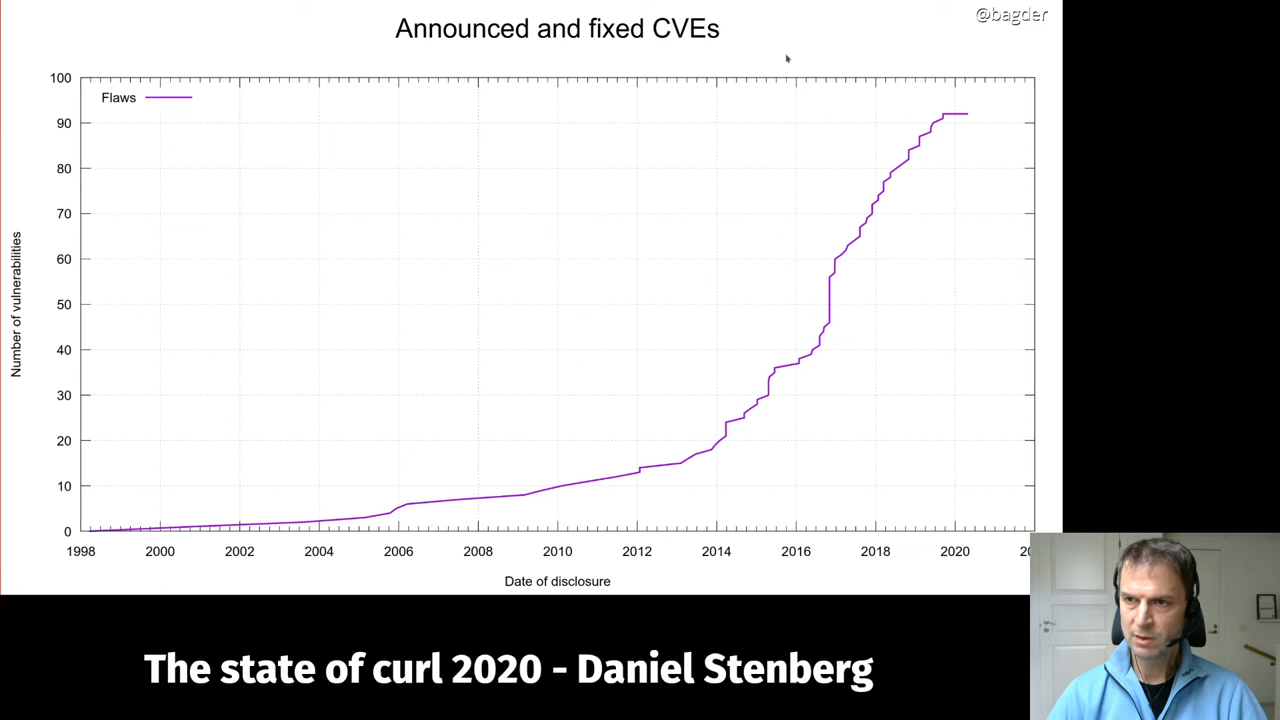 @bagder
Announced and fixed CVEs
Flaws
100
90
80
70
60
50
40
30
20
10
0
Number of vulnerabilities
1998 2000 2002 2004 2006 2008 2010 2012 2014 2016 2018 2020 2
Date of disclosure
The state of curl 2020 - Daniel Stenberg